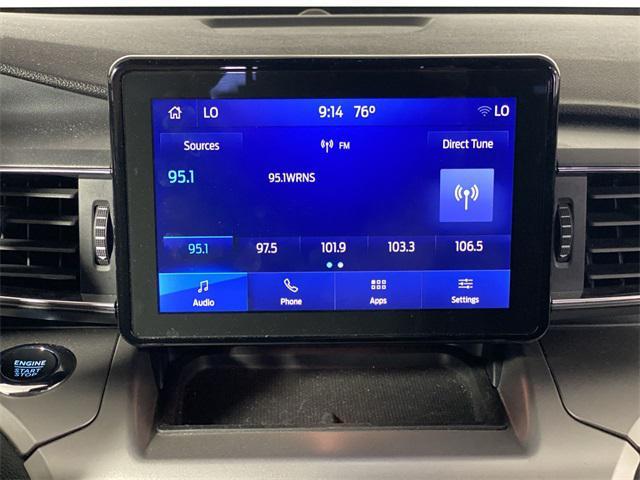 LO 9:14 76° LO
Sources FM Direct Tune
95.1 95.1WRNS
95.1 97.5 101.9 103.3 106.5
Audio Phone Apps Settings
ENGINE
START
STOP